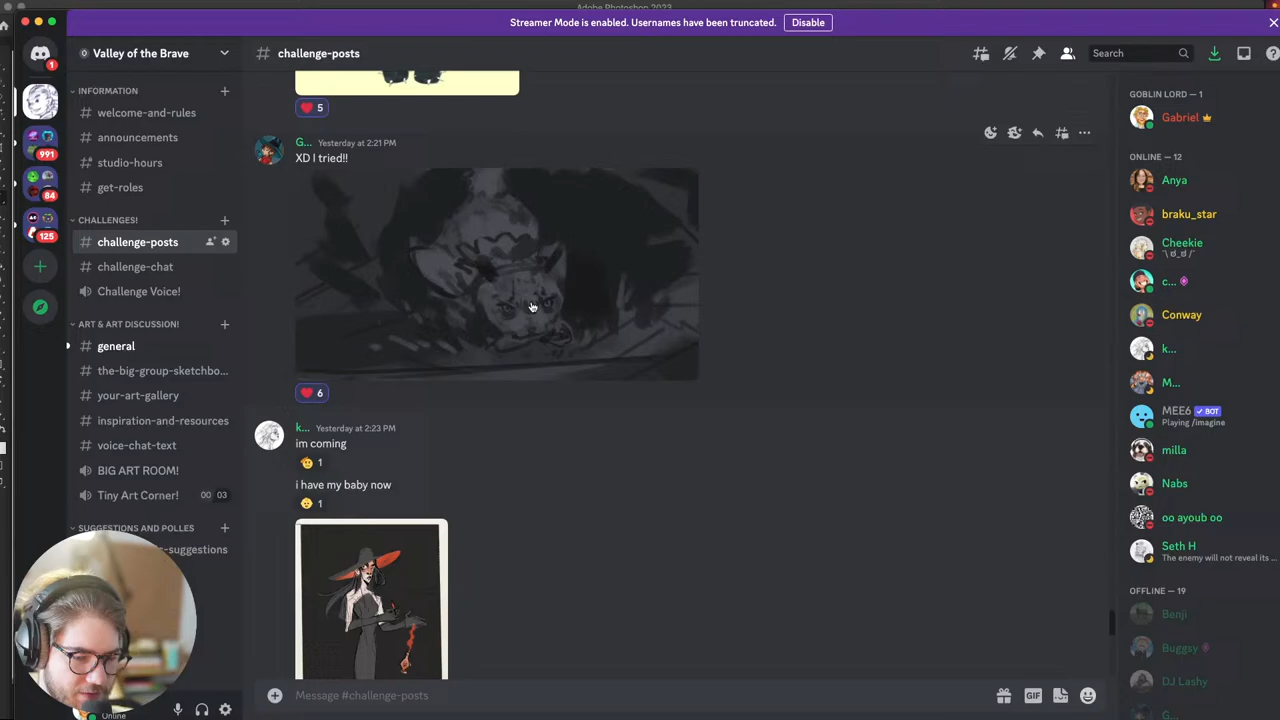 Adobe Photoshop 2023
Streamer Mode is enabled. Usernames have been truncated.
Disable
Valley of the Brave
challenge-posts
Search
INFORMATION
welcome-and-rules
announcements
studio-hours
get-roles
CHALLENGES!
challenge-posts
challenge-chat
Challenge Voice!
ART & ART DISCUSSION!
general
the-big-group-sketchbo...
your-art-gallery
inspiration-and-resources
voice-chat-text
BIG ART ROOM!
Tiny Art Corner!
00 03
SUGGESTIONS AND POLLES
-suggestions
Online
1
991
84
125
5
G... Yesterday at 2:21 PM
XD I tried!!
6
k... Yesterday at 2:23 PM
im coming
1
i have my baby now
1
Message #challenge-posts
GIF
GOBLIN LORD — 1
Gabriel
ONLINE — 12
Anya
braku_star
Cheekie
c...
Conway
k...
M...
MEE6 BOT
Playing /imagine
milla
Nabs
oo ayoub oo
Seth H
The enemy will not reveal its ...
OFFLINE — 19
Benji
Buggsy
DJ Lashy
G...